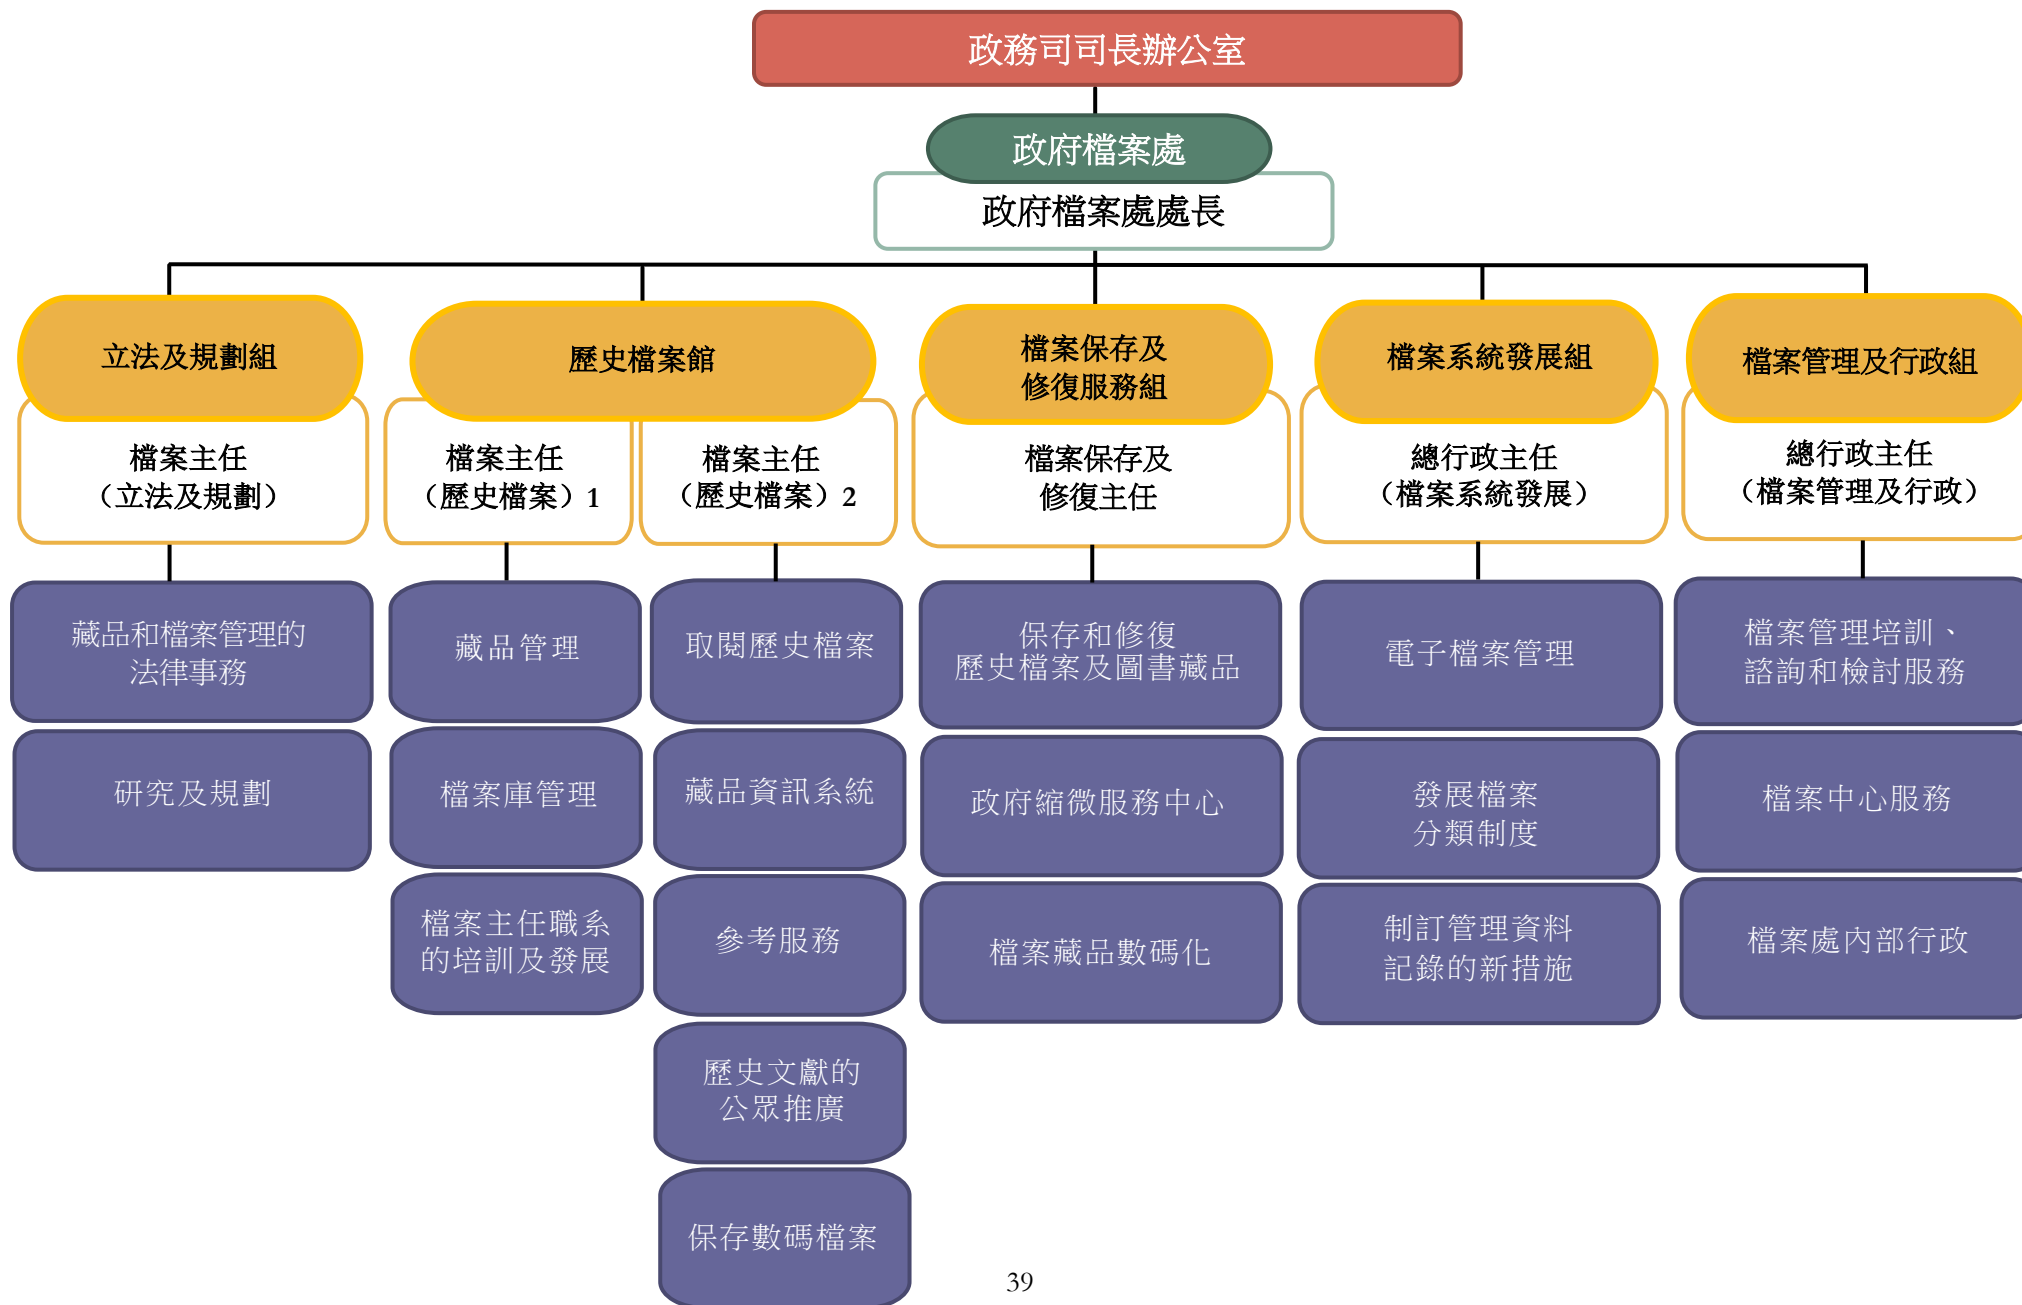 政務司司長辦公室
政府檔案處
政府檔案處處長
立法及規劃組
檔案主任
（立法及規劃）
藏品和檔案管理的
法律事務
研究及規劃
歷史檔案館
檔案主任
（歷史檔案）1
藏品管理
檔案庫管理
檔案主任職系
的培訓及發展
檔案主任
（歷史檔案）2
取閱歷史檔案
藏品資訊系統
參考服務
歷史文獻的
公眾推廣
保存數碼檔案
檔案保存及
修復服務組
檔案保存及
修復主任
保存和修復
歷史檔案及圖書藏品
政府縮微服務中心
檔案藏品數碼化
檔案系統發展組
總行政主任
（檔案系統發展）
電子檔案管理
發展檔案
分類制度
制訂管理資料
記錄的新措施
檔案管理及行政組
總行政主任
（檔案管理及行政）
檔案管理培訓、
諮詢和檢討服務
檔案中心服務
檔案處內部行政
39